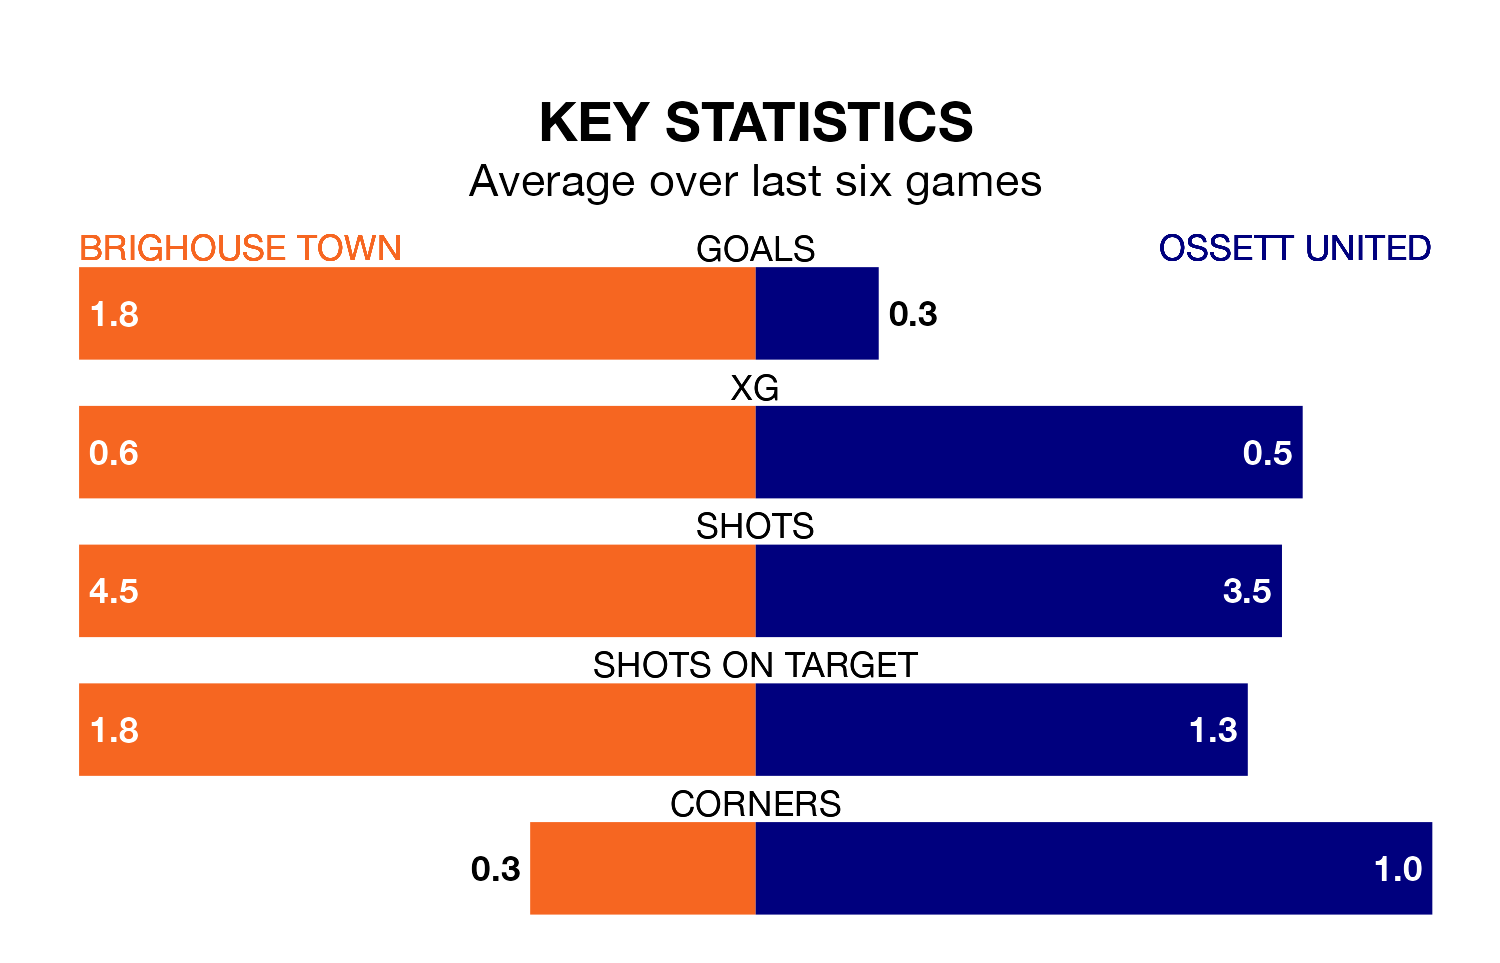 KEY STATISTICS
Average over last six games
BRIGHOUSE TOWN GOALS OSSETT UNITED
1.8 0.3
XG
0.6 0.5
SHOTS
4.5 3.5
SHOTS ON TARGET
1.8 1.3
CORNERS
0.3 1.0